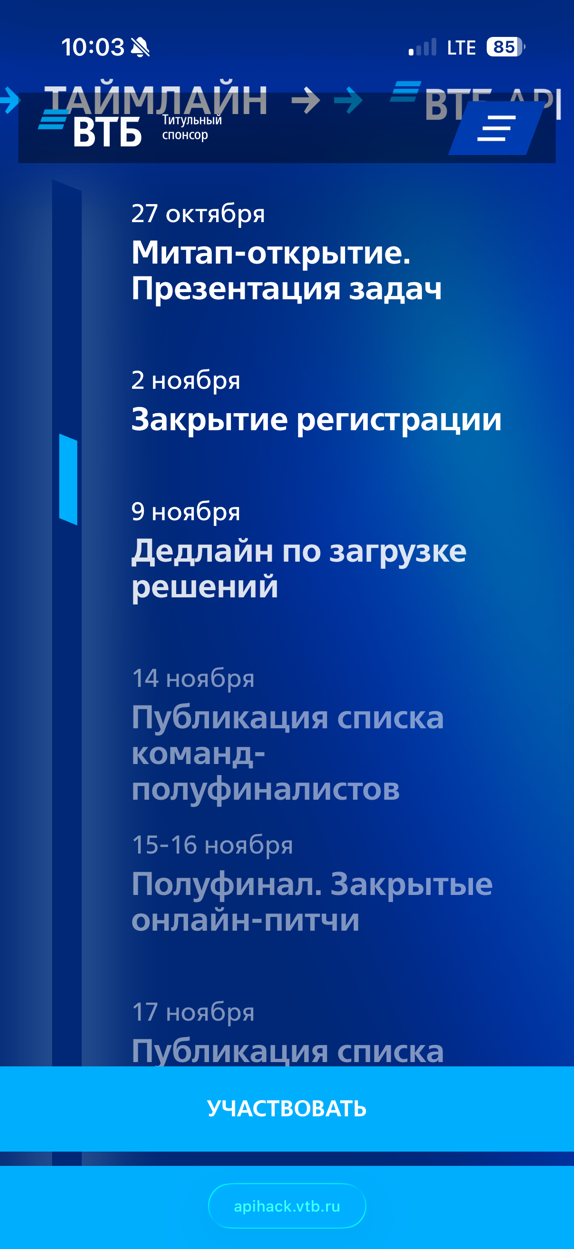 10:03
LTE 85
ТАЙМЛАЙН ВТБ API
ВТБ Титульный
спонсор
27 октября
Митап-открытие.
Презентация задач
2 ноября
Закрытие регистрации
9 ноября
Дедлайн по загрузке
решений
14 ноября
Публикация списка
команд-
полуфиналистов
15-16 ноября
Полуфинал. Закрытые
онлайн-питчи
17 ноября
Публикация списка
УЧАСТВОВАТЬ
apihack.vtb.ru